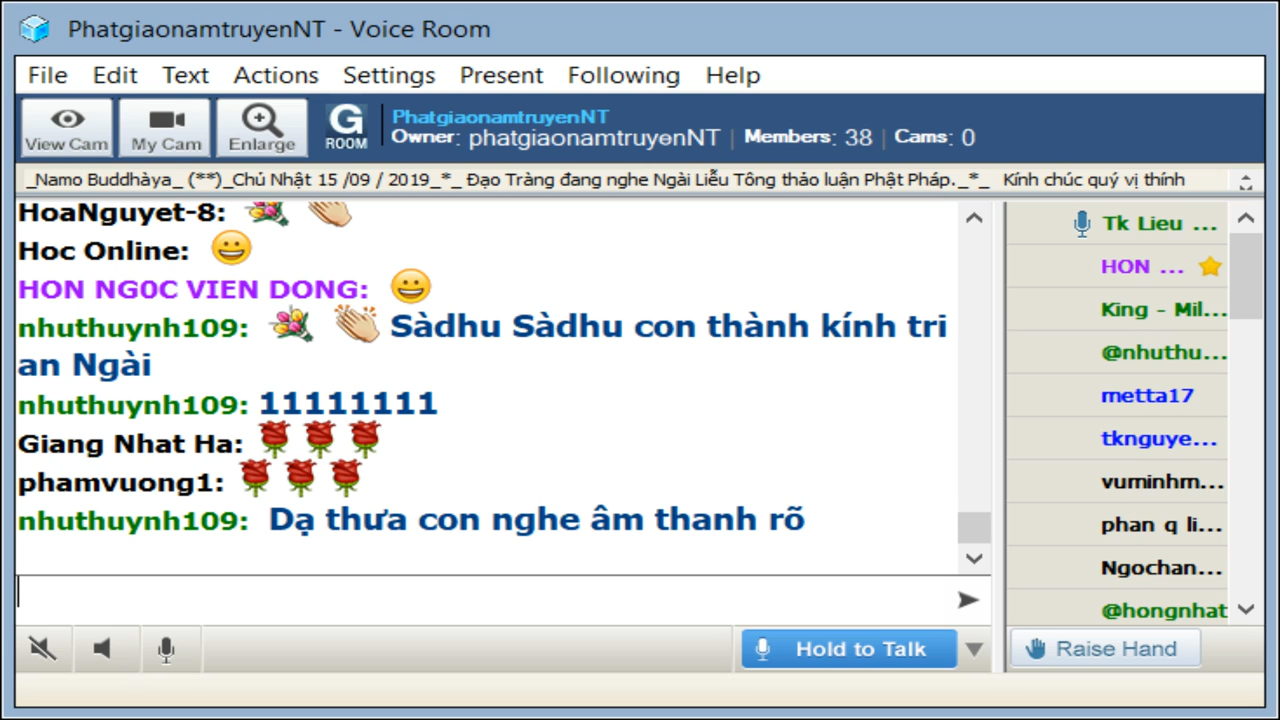 PhatgiaonamtruyenNT - Voice Room
File Edit Text Actions Settings Present Following Help
View Cam My Cam Enlarge G ROOM
PhatgiaonamtruyenNT
Owner: phatgiaonamtruyenNT | Members: 38 | Cams: 0
_Namo Buddhàya_ (**)_Chủ Nhật 15 /09 / 2019_*_ Đạo Tràng đang nghe Ngài Liễu Tông thảo luận Phật Pháp._*_ Kính chúc quý vị thính
HoaNguyet-8:
Hoc Online:
HON NG0C VIEN DONG:
nhuthuynh109: Sàdhu Sàdhu con thành kính tri
an Ngài
nhuthuynh109: 11111111
Giang Nhat Ha:
phamvuong1:
nhuthuynh109: Dạ thưa con nghe âm thanh rõ
Tk Lieu ...
HON ...
King - Mil...
@nhuthu...
metta17
tknguye...
vuminhm...
phan q li...
Ngochan...
@hongnhat
Hold to Talk
Raise Hand